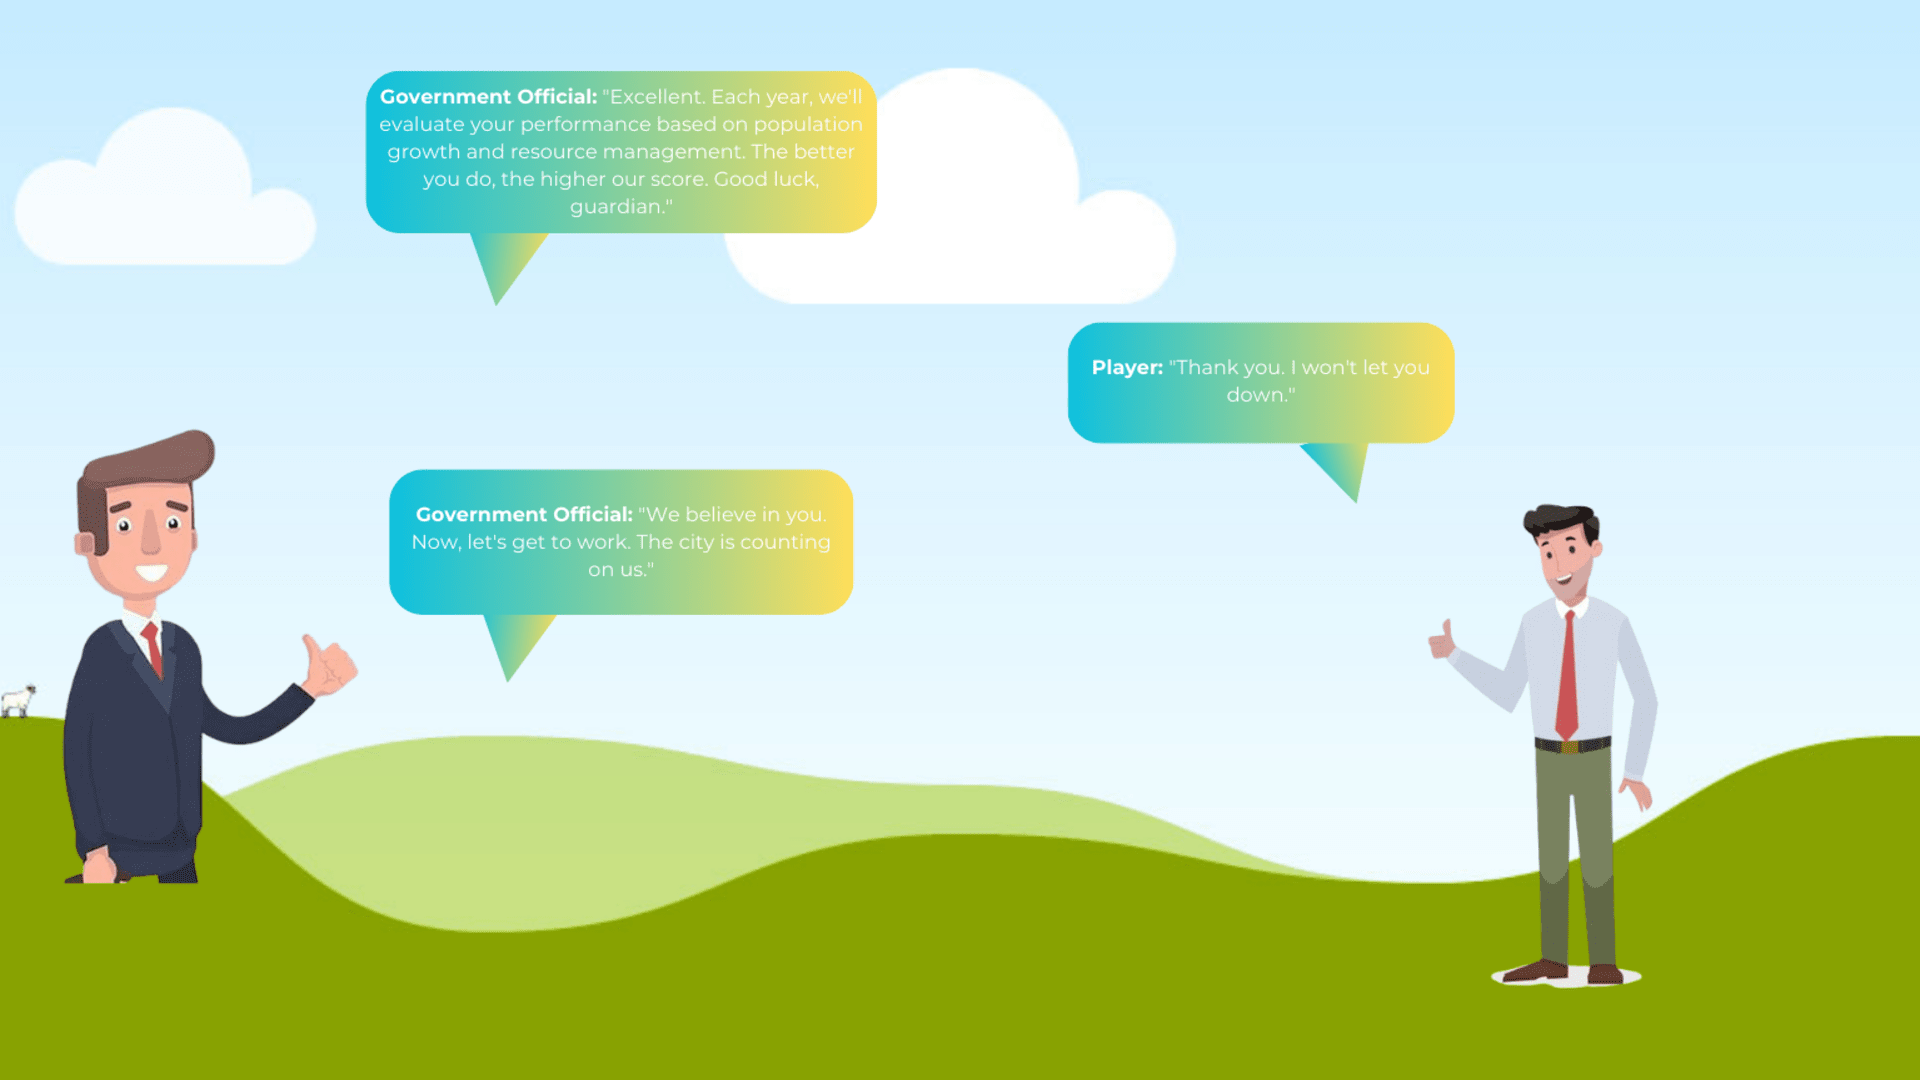 Government Official: "Excellent. Each year, we'll
evaluate your performance based on population
growth and resource management. The better
you do, the higher our score. Good luck,
guardian."
Player: "Thank you. I won't let you
down."
Government Official: "We believe in you.
Now, let's get to work. The city is counting
on us."